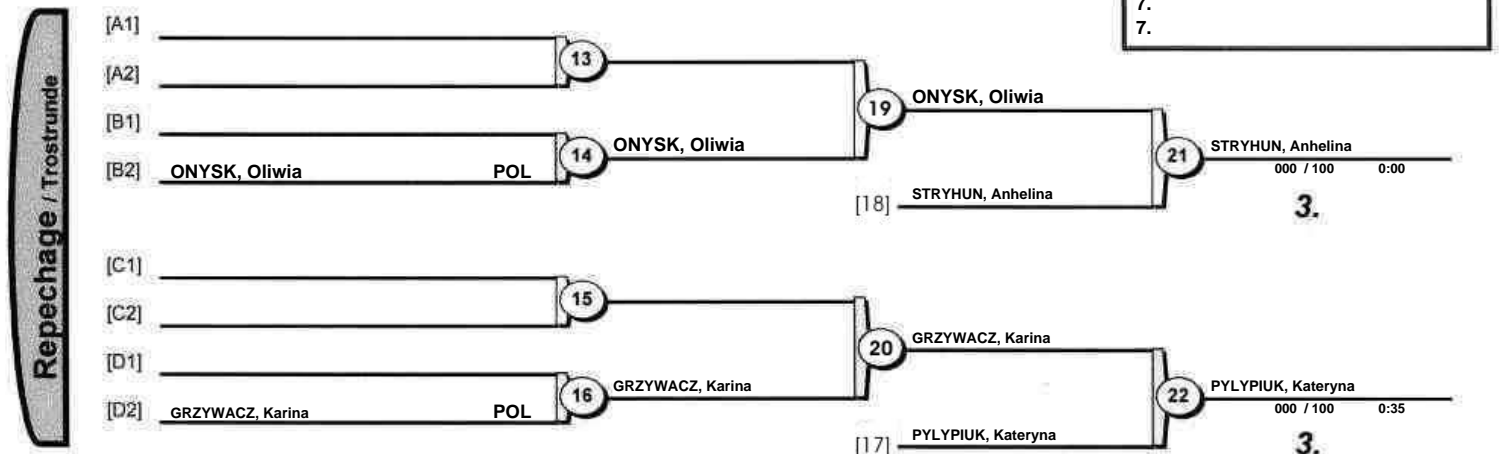 7.
7.
Repechage / Trostrunde
[A1]
13
[A2]
19
ONYSK, Oliwia
[B1]
14
ONYSK, Oliwia
[B2]
ONYSK, Oliwia POL
21
STRYHUN, Anhelina
000 / 100 0:00
[18]
STRYHUN, Anhelina
3.
[C1]
15
[C2]
20
GRZYWACZ, Karina
[D1]
16
GRZYWACZ, Karina
[D2]
GRZYWACZ, Karina POL
22
PYLYPIUK, Kateryna
000 / 100 0:35
[17]
PYLYPIUK, Kateryna
3.